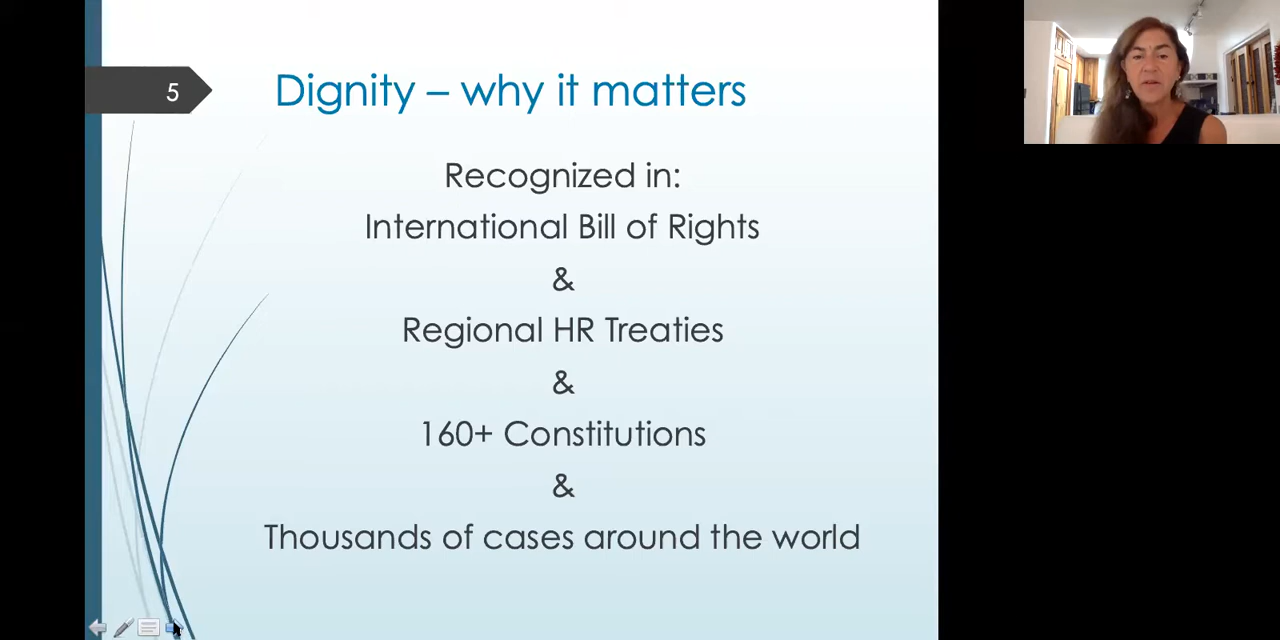 5
Dignity – why it matters
Recognized in:
International Bill of Rights
&
Regional HR Treaties
&
160+ Constitutions
&
Thousands of cases around the world